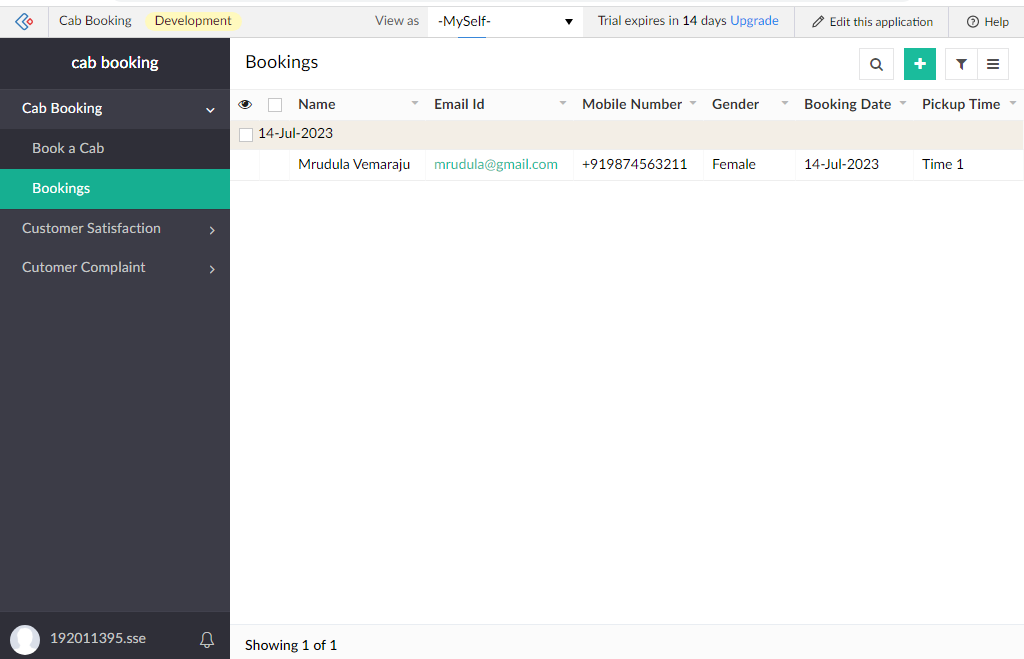 Cab Booking Development View as -MySelf- Trial expires in 14 days Upgrade Edit this application Help
cab booking
Cab Booking
Book a Cab
Bookings
Customer Satisfaction
Cutomer Complaint
192011395.sse
Bookings
Name Email Id Mobile Number Gender Booking Date Pickup Time
14-Jul-2023
Mrudula Vemaraju mrudula@gmail.com +919874563211 Female 14-Jul-2023 Time 1
Showing 1 of 1